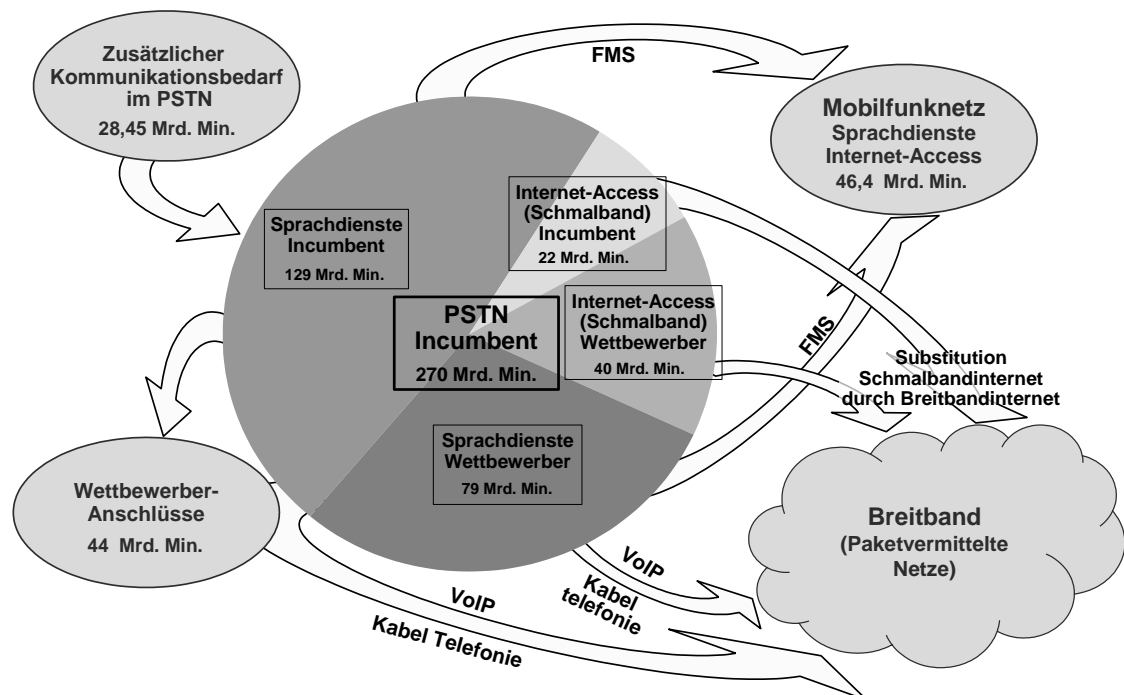 Zusätzlicher
Kommunikationsbedarf
im PSTN
28,45 Mrd. Min.
FMS
Mobilfunknetz
Sprachdienste
Internet-Access
46,4 Mrd. Min.
Internet-Access
(Schmalband)
Incumbent
22 Mrd. Min.
Sprachdienste
Incumbent
129 Mrd. Min.
PSTN
Incumbent
270 Mrd. Min.
Internet-Access
(Schmalband)
Wettbewerber
40 Mrd. Min.
FMS
Substitution
Schmalbandinternet
durch Breitbandinternet
Sprachdienste
Wettbewerber
79 Mrd. Min.
Wettbewerber-
Anschlüsse
44 Mrd. Min.
Breitband
(Paketvermittelte
Netze)
VoIP
Kabel
telefonie
VoIP
Kabel Telefonie